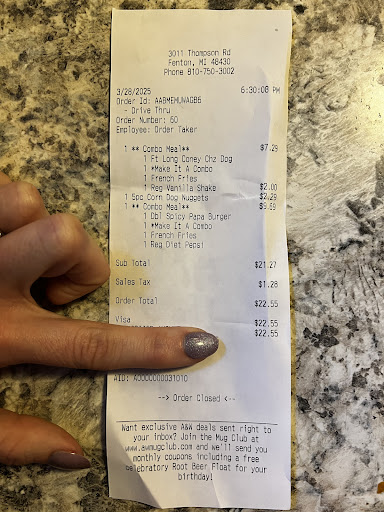 3011 Thompson Rd
Fenton, MI 48430
Phone 810-750-3002
3/28/2025 6:30:08 PM
Order Id: AABMEHUWAGB6
- Drive Thru
Order Number: 60
Employee: Order Taker
1 ** Combo Meal** $7.29
1 Ft Long Coney Chz Dog
1 *Make It A Combo
1 French Fries
1 Reg Vanilla Shake $2.00
1 5pc Corn Dog Nuggets $2.29
1 ** Combo Meal** $9.69
1 Dbl Spicy Papa Burger
1 *Make It A Combo
1 French Fries
1 Reg Diet Pepsi
Sub Total $21.27
Sales Tax $1.28
Order Total $22.55
Visa $22.55
$22.55
AID: A0000000031010
--> Order Closed <--
Want exclusive A&W deals sent right to
your inbox? Join the Mug Club at
www.awmugclub.com and we'll send you
monthly coupons including a free
celebratory Root Beer Float for your
birthday!